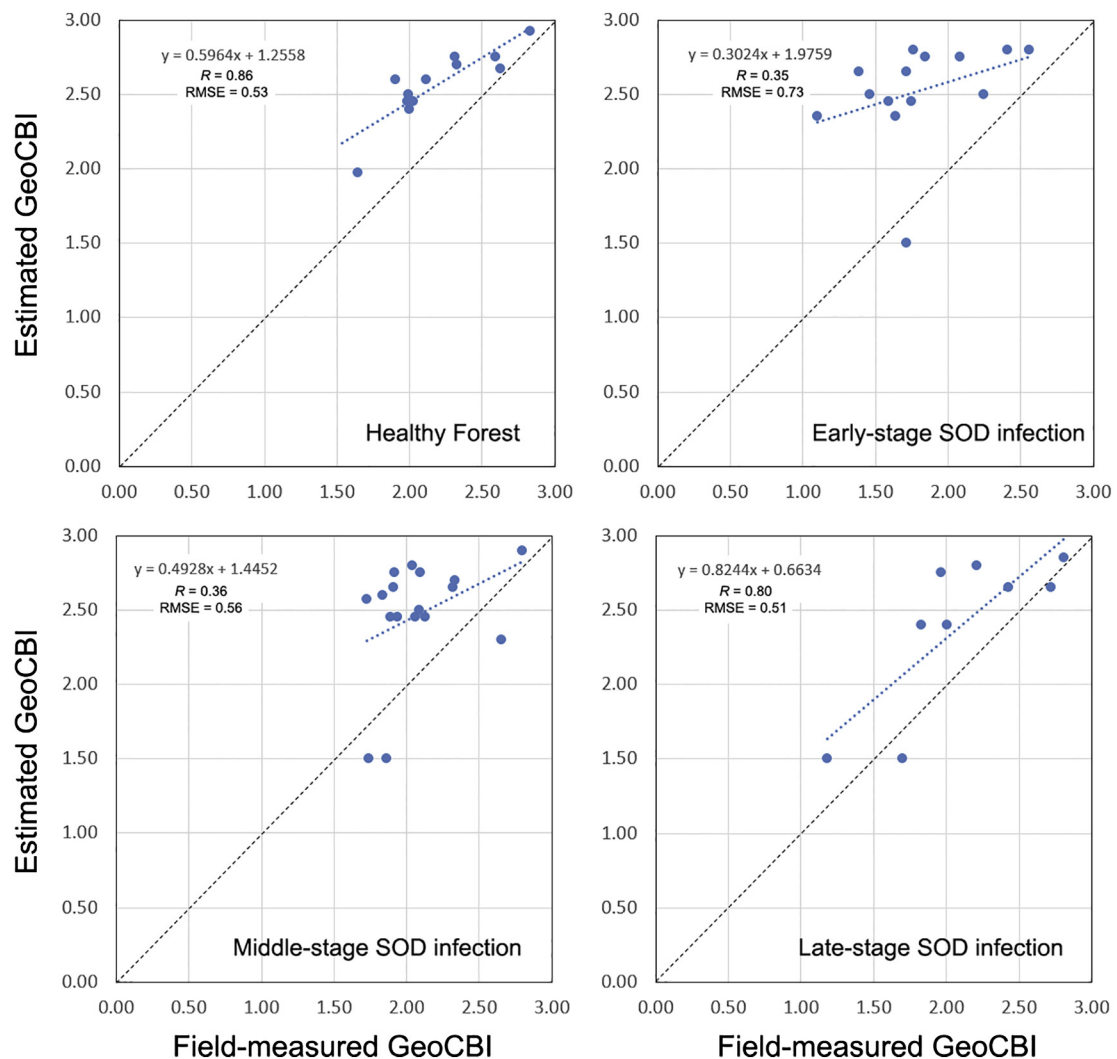 3.00
2.50
2.00
1.50
1.00
0.50
0.00
0.00 0.50 1.00 1.50 2.00 2.50 3.00
Estimated GeoCBI
y = 0.5964x + 1.2558
R = 0.86
RMSE = 0.53
Healthy Forest
3.00
2.50
2.00
1.50
1.00
0.50
0.00
0.00 0.50 1.00 1.50 2.00 2.50 3.00
y = 0.3024x + 1.9759
R = 0.35
RMSE = 0.73
Early-stage SOD infection
3.00
2.50
2.00
1.50
1.00
0.50
0.00
0.00 0.50 1.00 1.50 2.00 2.50 3.00
Estimated GeoCBI
y = 0.4928x + 1.4452
R = 0.36
RMSE = 0.56
Middle-stage SOD infection
Field-measured GeoCBI
3.00
2.50
2.00
1.50
1.00
0.50
0.00
0.00 0.50 1.00 1.50 2.00 2.50 3.00
y = 0.8244x + 0.6634
R = 0.80
RMSE = 0.51
Late-stage SOD infection
Field-measured GeoCBI